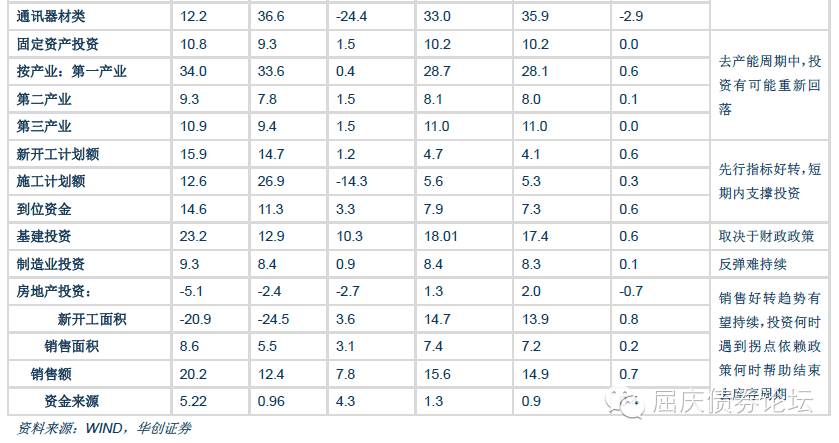 通讯器材类 12.2 36.6 -24.4 33.0 35.9 -2.9
固定资产投资 10.8 9.3 1.5 10.2 10.2 0.0
按产业：第一产业 34.0 33.6 0.4 28.7 28.1 0.6
第二产业 9.3 7.8 1.5 8.1 8.0 0.1
第三产业 10.9 9.4 1.5 11.0 11.0 0.0
去产能周期中，投
资有可能重新回
落
新开工计划额 15.9 14.7 1.2 4.7 4.1 0.6
施工计划额 12.6 26.9 -14.3 5.6 5.3 0.3
到位资金 14.6 11.3 3.3 7.9 7.3 0.6
先行指标好转，短
期内支撑投资
基建投资 23.2 12.9 10.3 18.01 17.4 0.6 取决于财政政策
制造业投资 9.3 8.4 0.9 8.4 8.3 0.1 反弹难持续
房地产投资： -5.1 -2.4 -2.7 1.3 2.0 -0.7
新开工面积 -20.9 -24.5 3.6 14.7 13.9 0.8
销售面积 8.6 5.5 3.1 7.4 7.2 0.2
销售额 20.2 12.4 7.8 15.6 14.9 0.7
资金来源 5.22 0.96 4.3 1.3 0.9
销售好转趋势有
望持续，投资何时
遇到拐点依赖政
策何时帮助结束
去库存周期
屈庆债券论坛
资料来源：WIND，华创证券